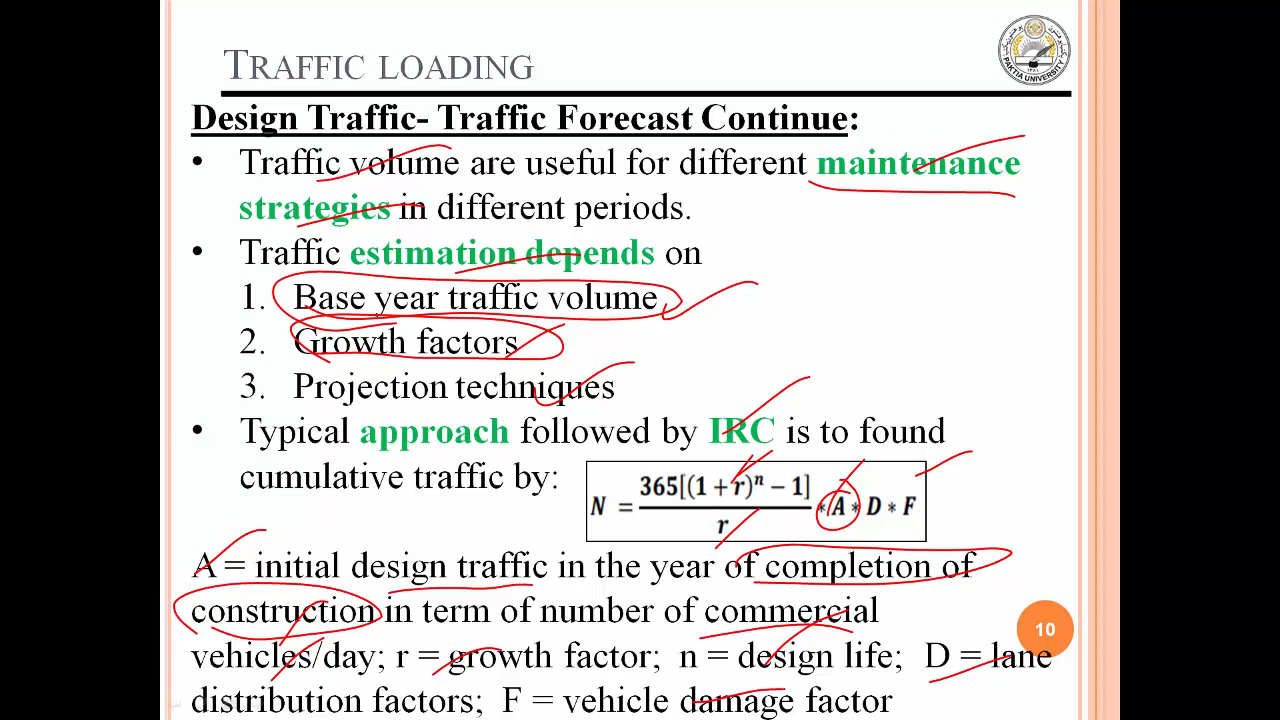 TRAFFIC LOADING
PAKTIA UNIVERSITY
Design Traffic- Traffic Forecast Continue:
• Traffic volume are useful for different maintenance
strategies in different periods.
• Traffic estimation depends on
1. Base year traffic volume
2. Growth factors
3. Projection techniques
• Typical approach followed by IRC is to found
cumulative traffic by:
N = 365[(1 + r)^n − 1] / r * A * D * F
A = initial design traffic in the year of completion of
construction in term of number of commercial
vehicles/day; r = growth factor; n = design life; D = lane
distribution factors; F = vehicle damage factor
10